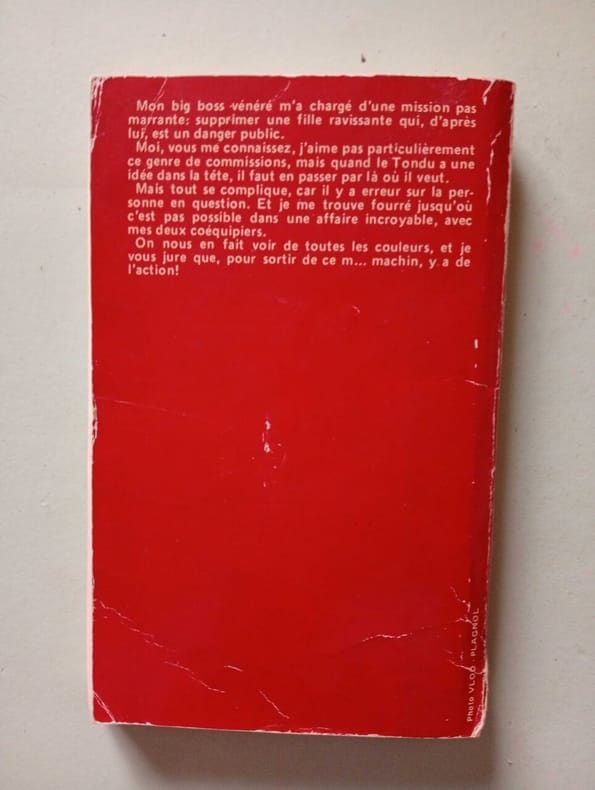 Mon big boss vénéré m'a chargé d'une mission pas
marrante: supprimer une fille ravissante qui, d'après
lui, est un danger public.
Moi, vous me connaissez, j'aime pas particulièrement
ce genre de commissions, mais quand le Tondu a une
idée dans la tête, il faut en passer par là où il veut.
Mais tout se complique, car il y a erreur sur la per-
sonne en question. Et je me trouve fourré jusqu'où
c'est pas possible dans une affaire incroyable, avec
mes deux coéquipiers.
On nous en fait voir de toutes les couleurs, et je
vous jure que, pour sortir de ce m... machin, y a de
l'action!
Photo VLOO - PLAGNOL